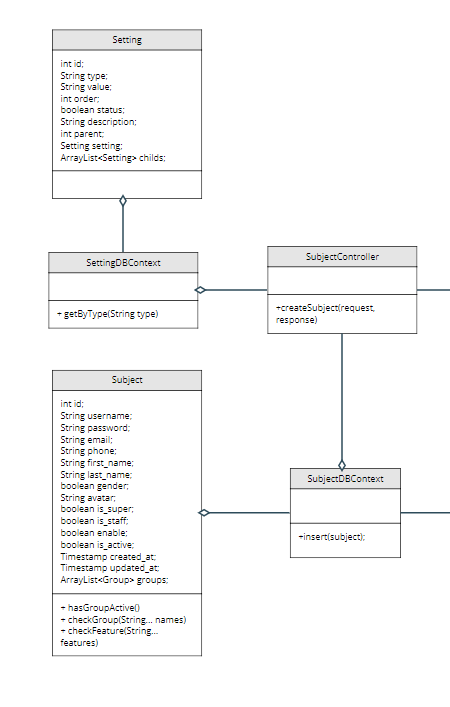 Setting
int id;
String type;
String value;
int order;
boolean status;
String description;
int parent;
Setting setting;
ArrayList<Setting> childs;
SettingDBContext
+ getByType(String type)
SubjectController
+createSubject(request,
response)
Subject
int id;
String username;
String password;
String email;
String phone;
String first_name;
String last_name;
boolean gender;
String avatar;
boolean is_super;
boolean is_staff;
boolean enable;
boolean is_active;
Timestamp created_at;
Timestamp updated_at;
ArrayList<Group> groups;
+ hasGroupActive()
+ checkGroup(String... names)
+ checkFeature(String...
features)
SubjectDBContext
+insert(subject);